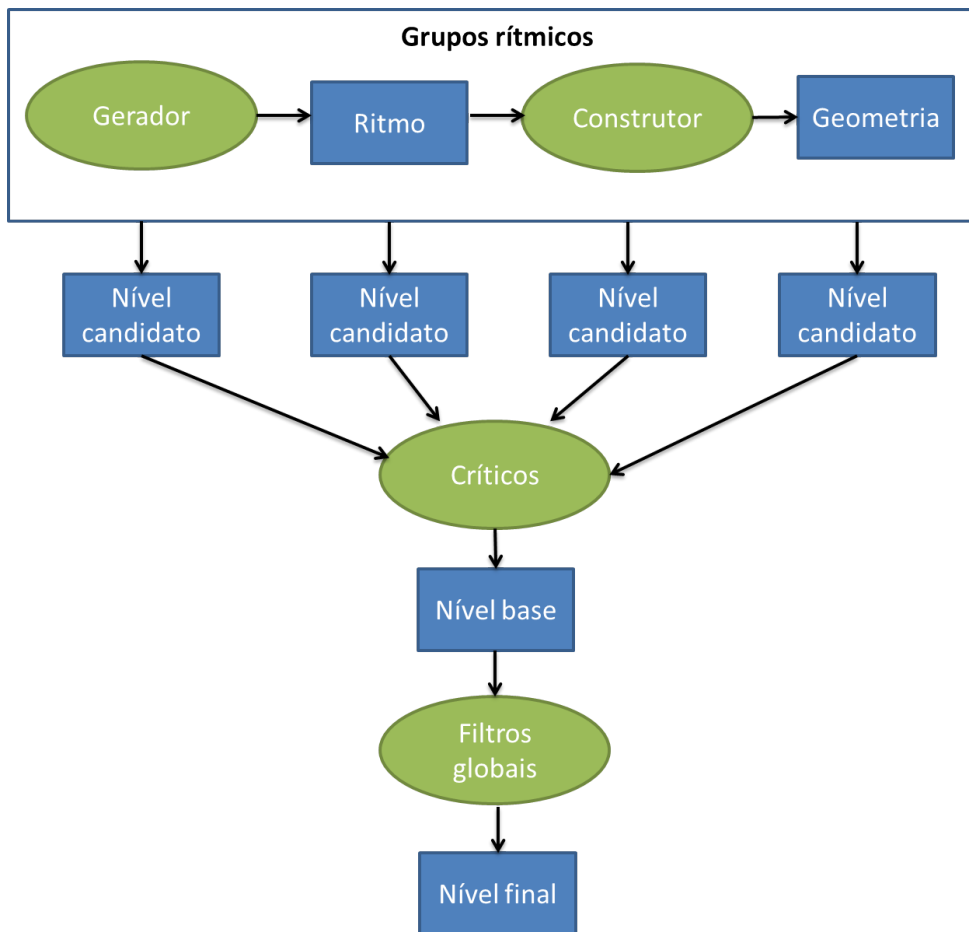 Grupos rítmicos
Gerador
Ritmo
Construtor
Geometria
Nível
candidato
Nível
candidato
Nível
candidato
Nível
candidato
Críticos
Nível base
Filtros
globais
Nível final